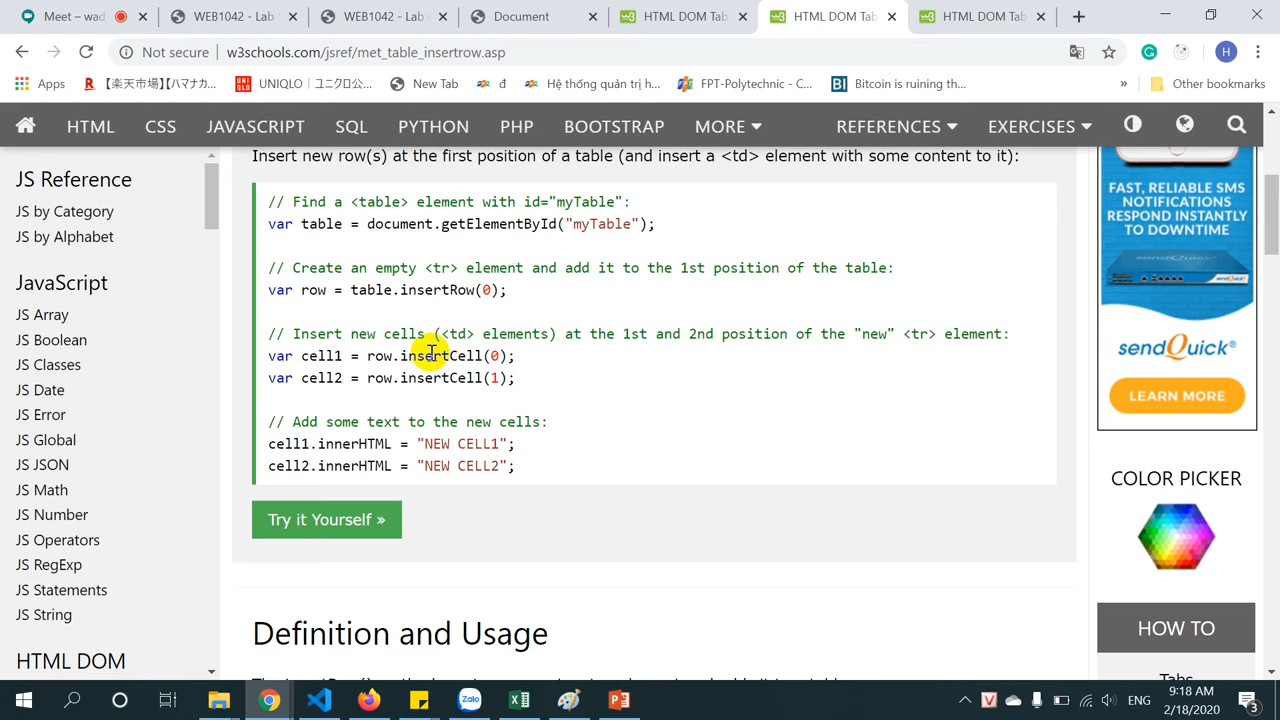 Meet – wad
WEB1042 - Lab
WEB1042 - Lab
Document
HTML DOM Tab
HTML DOM Tab
HTML DOM Tab
Not secure
w3schools.com/jsref/met_table_insertrow.asp
H
Apps
【楽天市場】【ハマナカ...
UNIQLO｜ユニクロ公...
New Tab
đ
Hệ thống quản trị h...
FPT-Polytechnic - C...
BI
Bitcoin is ruining th...
»
Other bookmarks
HTML
CSS
JAVASCRIPT
SQL
PYTHON
PHP
BOOTSTRAP
MORE
REFERENCES
EXERCISES
JS Reference
JS by Category
JS by Alphabet
JavaScript
JS Array
JS Boolean
JS Classes
JS Date
JS Error
JS Global
JS JSON
JS Math
JS Number
JS Operators
JS RegExp
JS Statements
JS String
HTML DOM
Insert new row(s) at the first position of a table (and insert a <td> element with some content to it):
// Find a <table> element with id="myTable":
var table = document.getElementById("myTable");
// Create an empty <tr> element and add it to the 1st position of the table:
var row = table.insertRow(0);
// Insert new cells (<td> elements) at the 1st and 2nd position of the "new" <tr> element:
var cell1 = row.insertCell(0);
var cell2 = row.insertCell(1);
// Add some text to the new cells:
cell1.innerHTML = "NEW CELL1";
cell2.innerHTML = "NEW CELL2";
Try it Yourself »
Definition and Usage
FAST, RELIABLE SMS
NOTIFICATIONS
RESPOND INSTANTLY
TO DOWNTIME
sendQuick
LEARN MORE
COLOR PICKER
HOW TO
Tabs
Zalo
V
ENG
9:18 AM
2/18/2020
3